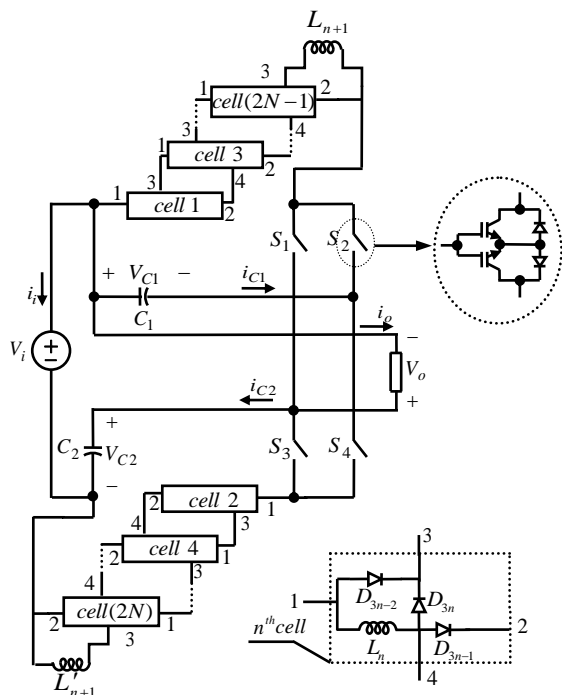 L_{n+1}
3
1 cell(2N−1) 2
3 4
1 cell 3 2
3 4
1 cell 1 2
S_1 S_2
+ V_{C1} − i_{C1}
C_1
i_i
i_o
V_i + −
−
V_o
+
i_{C2}
+
C_2 V_{C2}
−
S_3 S_4
2 cell 2 1
4 3
2 cell 4 1
4 3
2 cell(2N) 1
3
L'_{n+1}
3
D_{3n−2} D_{3n}
1
2
n^{th} cell L_n D_{3n−1}
4